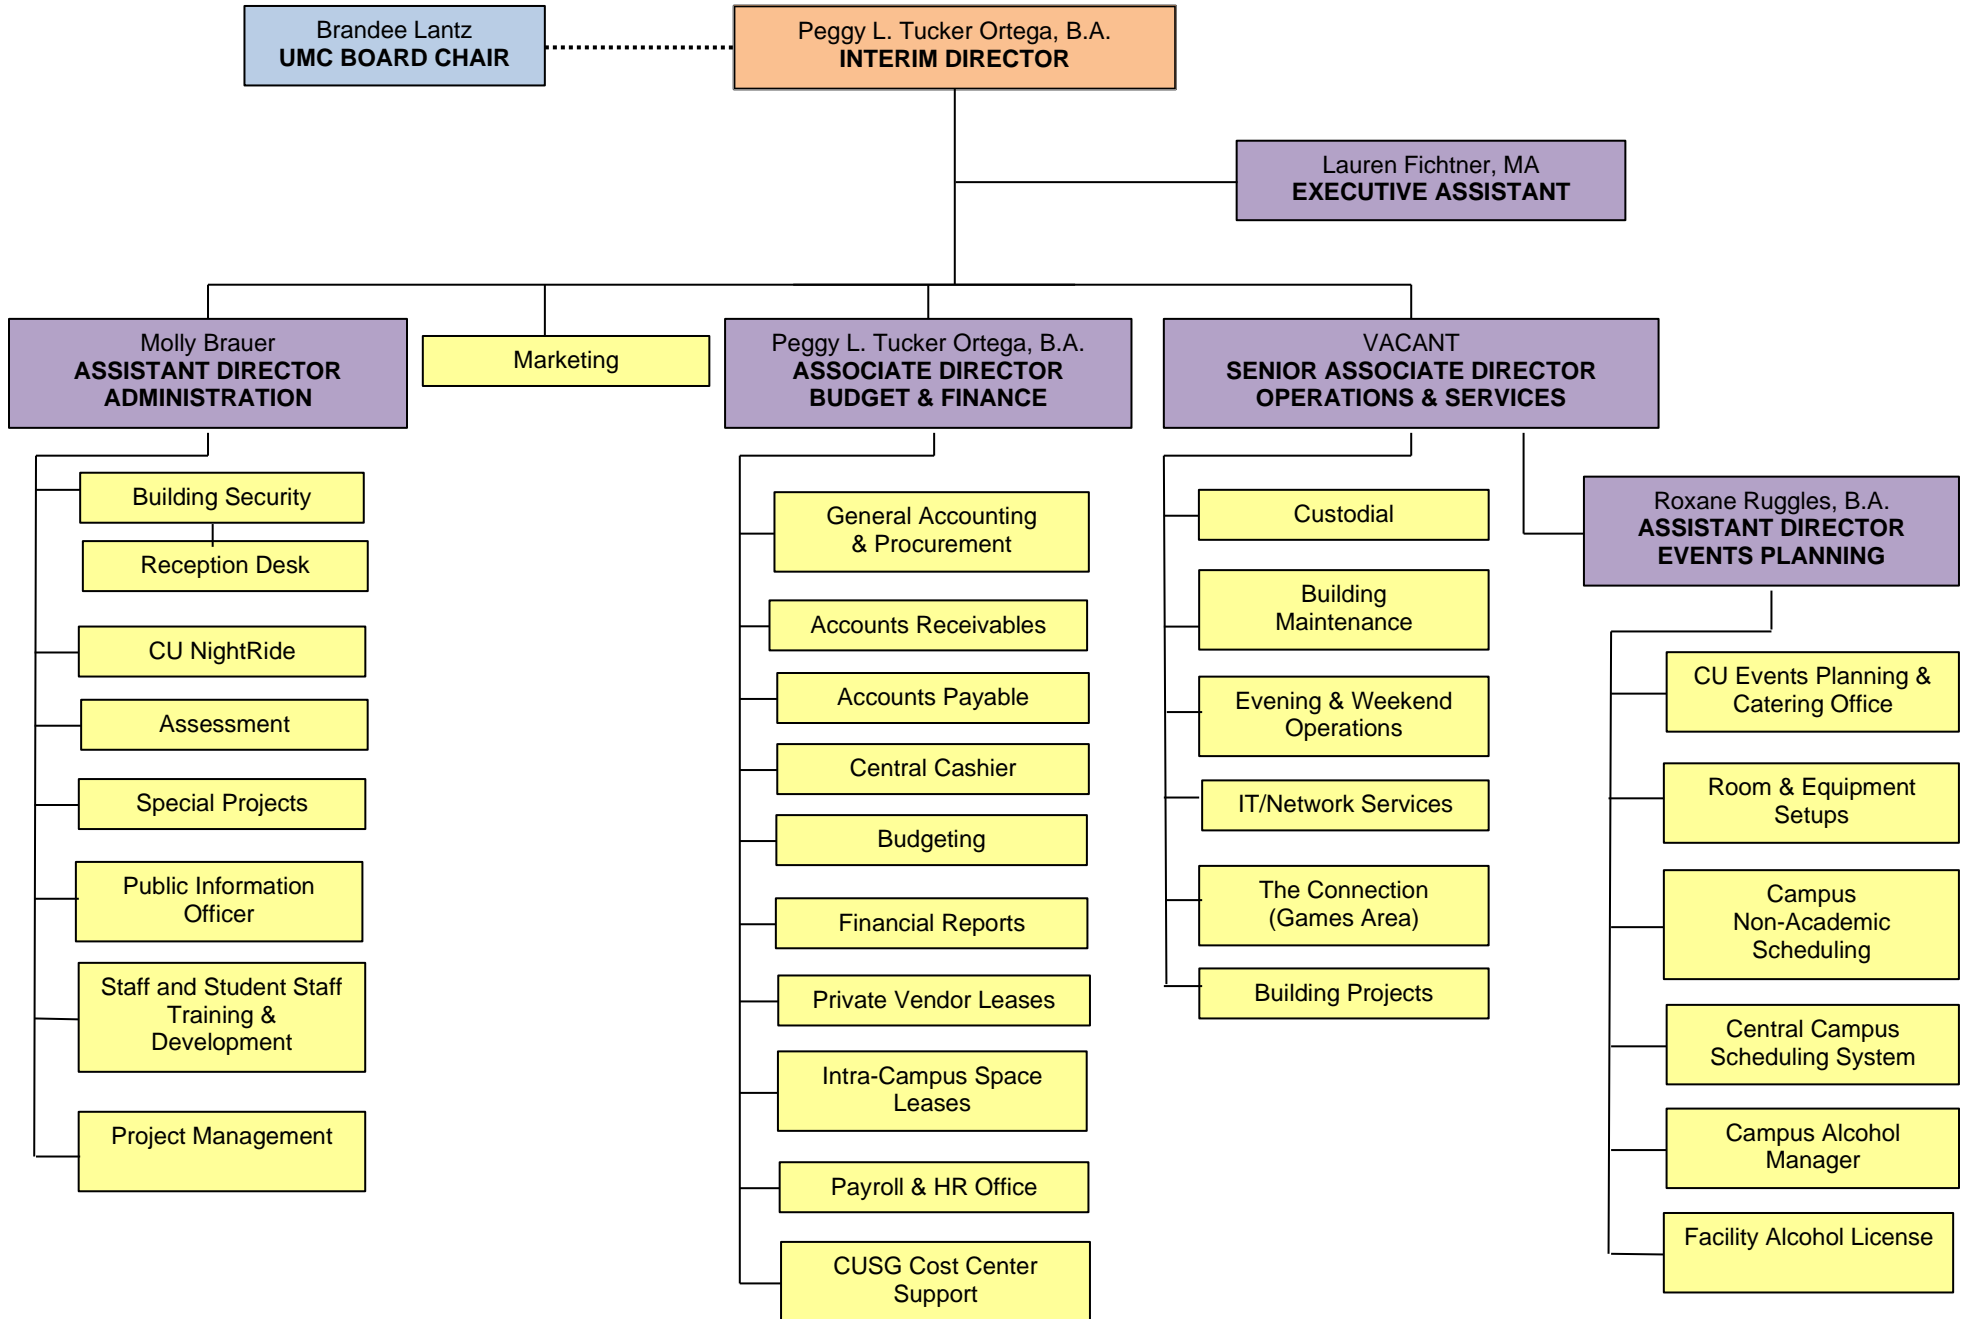 Brandee Lantz
UMC BOARD CHAIR
Peggy L. Tucker Ortega, B.A.
INTERIM DIRECTOR
Lauren Fichtner, MA
EXECUTIVE ASSISTANT
Molly Brauer
ASSISTANT DIRECTOR
ADMINISTRATION
Marketing
Peggy L. Tucker Ortega, B.A.
ASSOCIATE DIRECTOR
BUDGET & FINANCE
VACANT
SENIOR ASSOCIATE DIRECTOR
OPERATIONS & SERVICES
Building Security
Reception Desk
CU NightRide
Assessment
Special Projects
Public Information
Officer
Staff and Student Staff
Training &
Development
Project Management
General Accounting
& Procurement
Accounts Receivables
Accounts Payable
Central Cashier
Budgeting
Financial Reports
Private Vendor Leases
Intra-Campus Space
Leases
Payroll & HR Office
CUSG Cost Center
Support
Custodial
Building
Maintenance
Evening & Weekend
Operations
IT/Network Services
The Connection
(Games Area)
Building Projects
Roxane Ruggles, B.A.
ASSISTANT DIRECTOR
EVENTS PLANNING
CU Events Planning &
Catering Office
Room & Equipment
Setups
Campus
Non-Academic
Scheduling
Central Campus
Scheduling System
Campus Alcohol
Manager
Facility Alcohol License